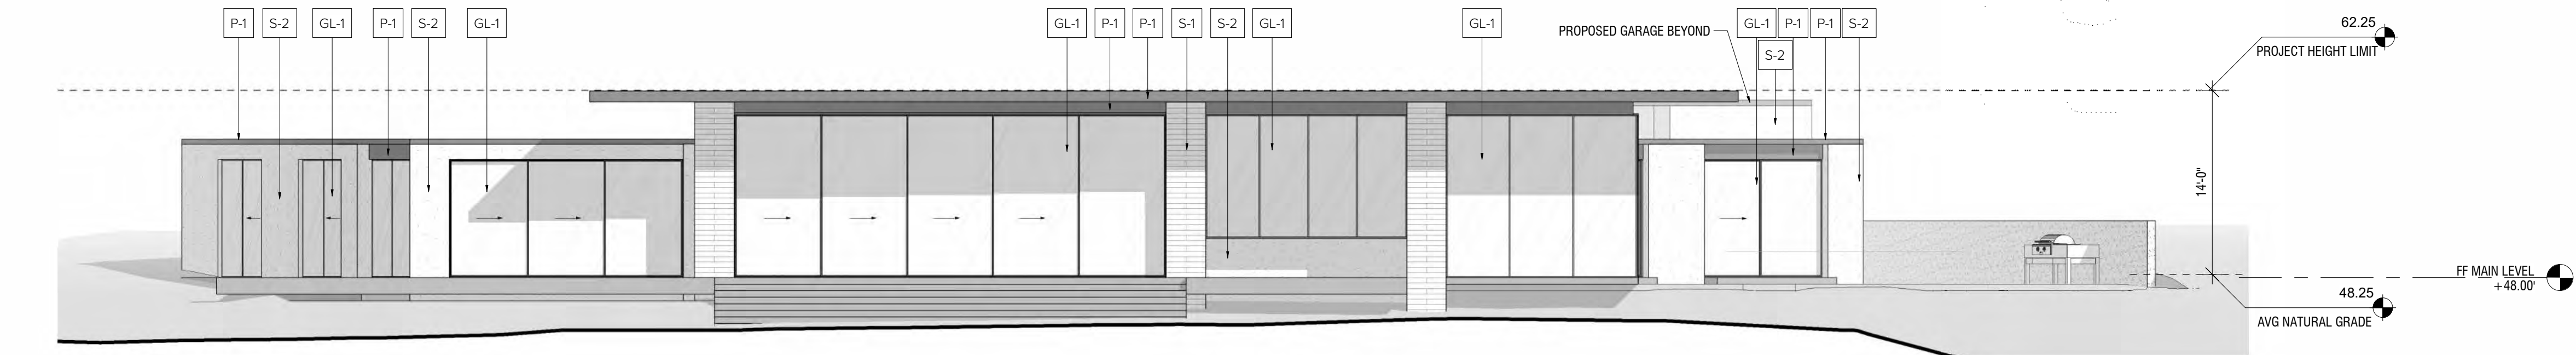 P-1 S-2 GL-1 P-1 S-2 GL-1 GL-1 P-1 P-1 S-1 S-2 GL-1 GL-1 GL-1 P-1 P-1 S-2
62.25
PROPOSED GARAGE BEYOND
PROJECT HEIGHT LIMIT
S-2
14'-0"
FF MAIN LEVEL
+48.00'
48.25
AVG NATURAL GRADE